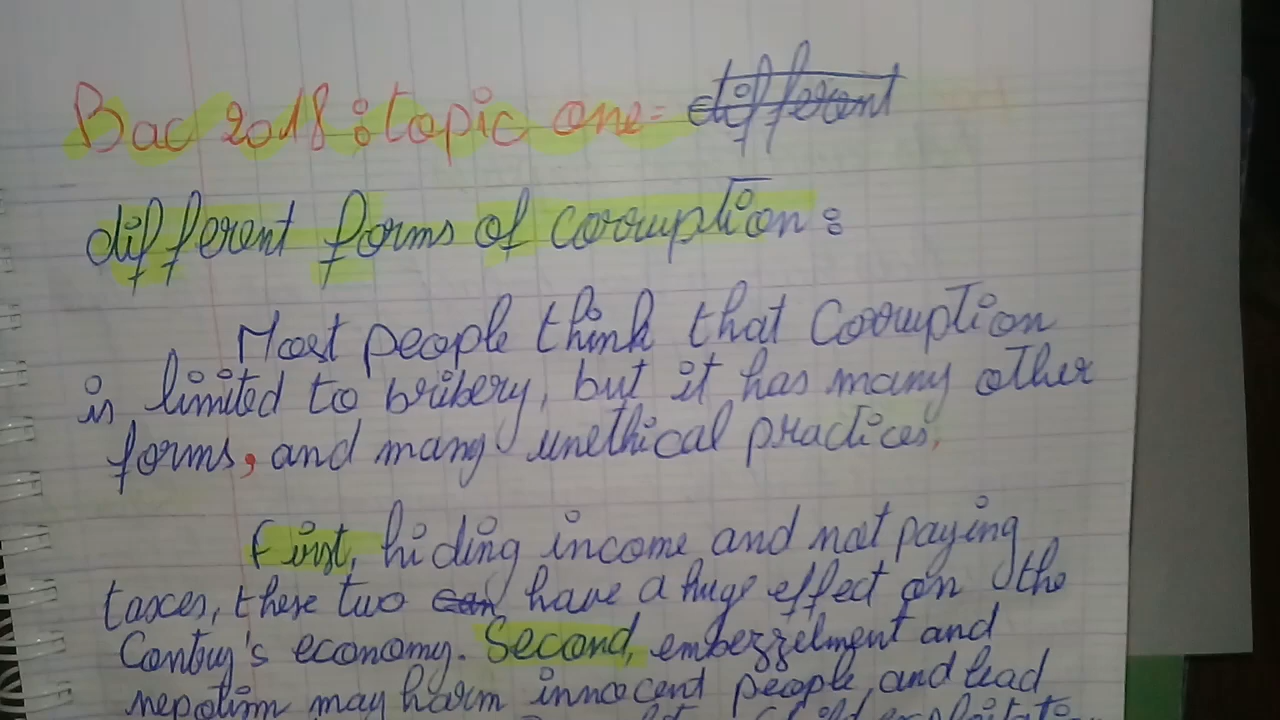 Bac 2018 : topic one = different
different forms of corruption :
Most people think that Corruption
is limited to bribery, but it has many other
forms, and many unethical practices.
First, hiding income and not paying
taxes, these two can have a huge effect on the
Contry's economy. Second, embezzelment and
nepotism may harm innocent people, and lead